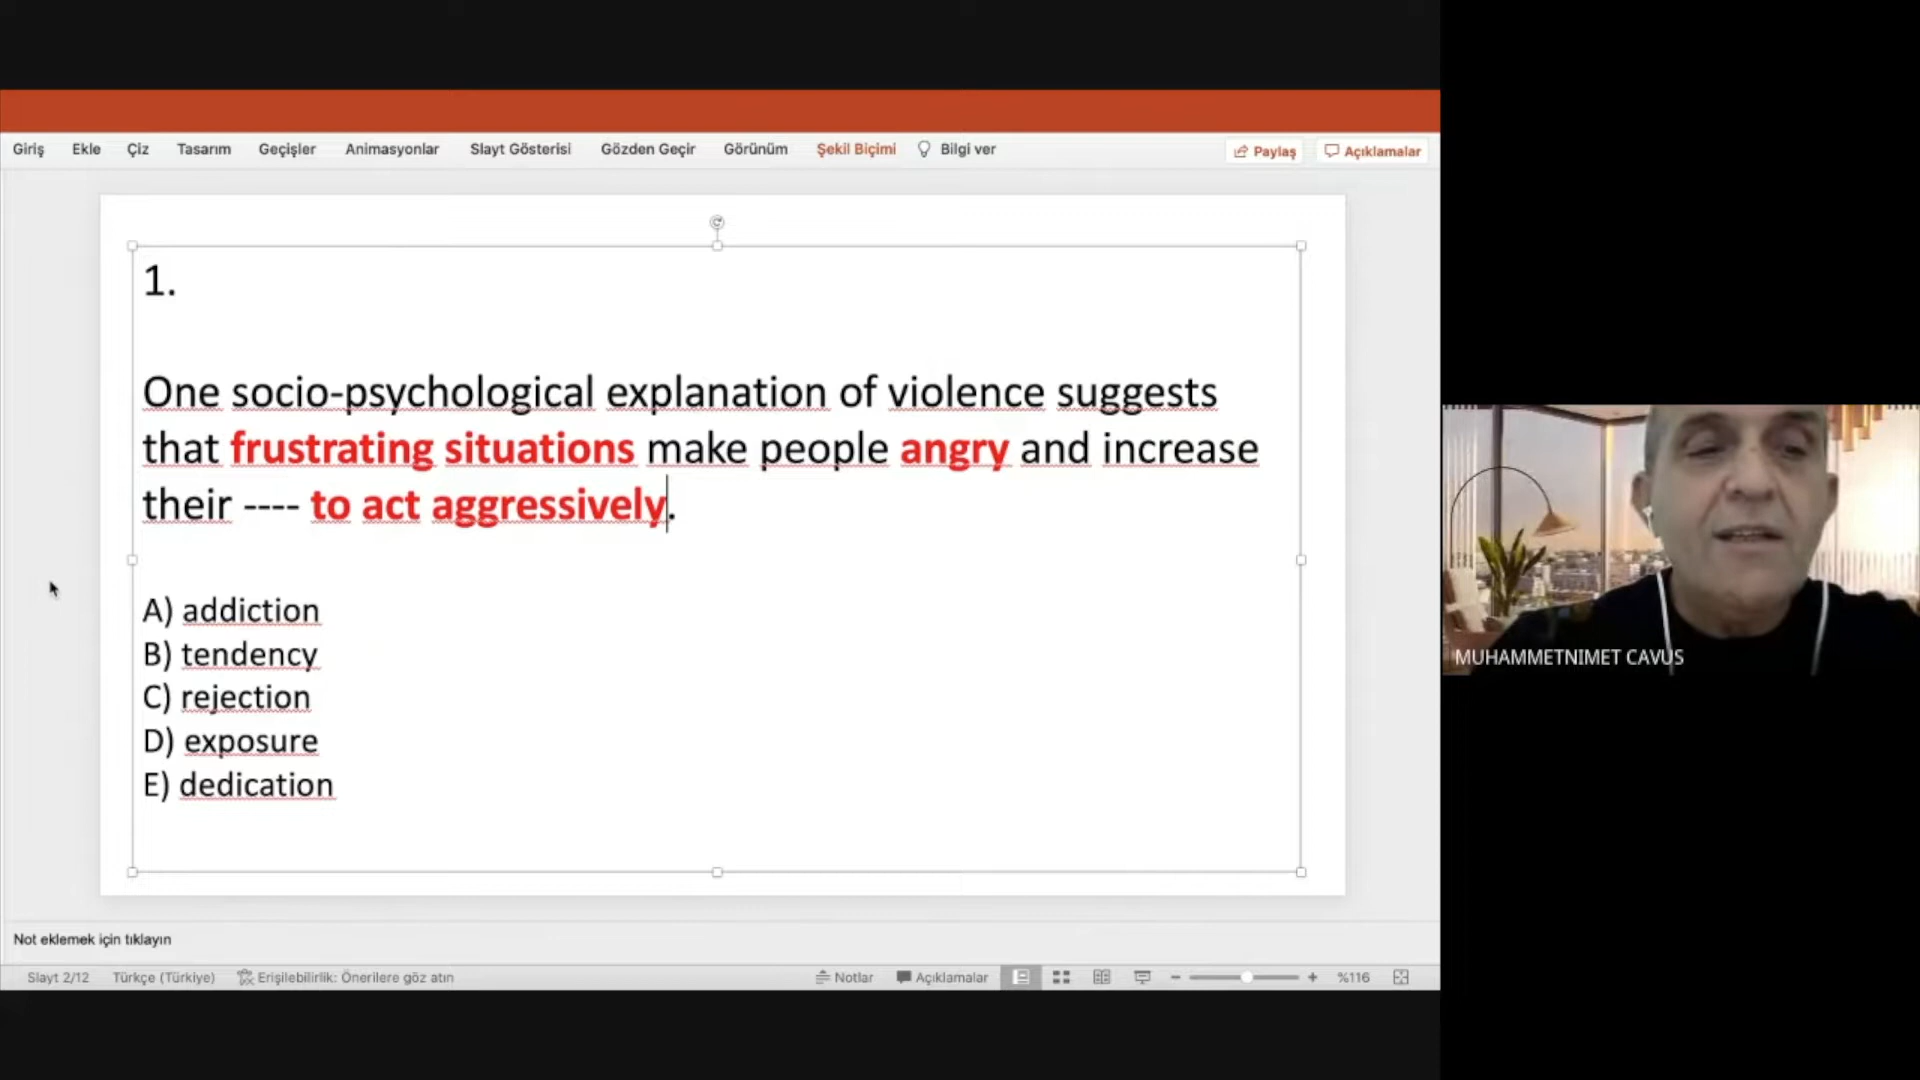 Giriş Ekle Çiz Tasarım Geçişler Animasyonlar Slayt Gösterisi Gözden Geçir Görünüm Şekil Biçimi Bilgi ver Paylaş Açıklamalar
1.
One socio-psychological explanation of violence suggests
that frustrating situations make people angry and increase
their ---- to act aggressively.
A) addiction
B) tendency
C) rejection
D) exposure
E) dedication
MUHAMMETNIMET CAVUS
Not eklemek için tıklayın
Slayt 2/12 Türkçe (Türkiye) Erişilebilirlik: Önerilere göz atın Notlar Açıklamalar %116